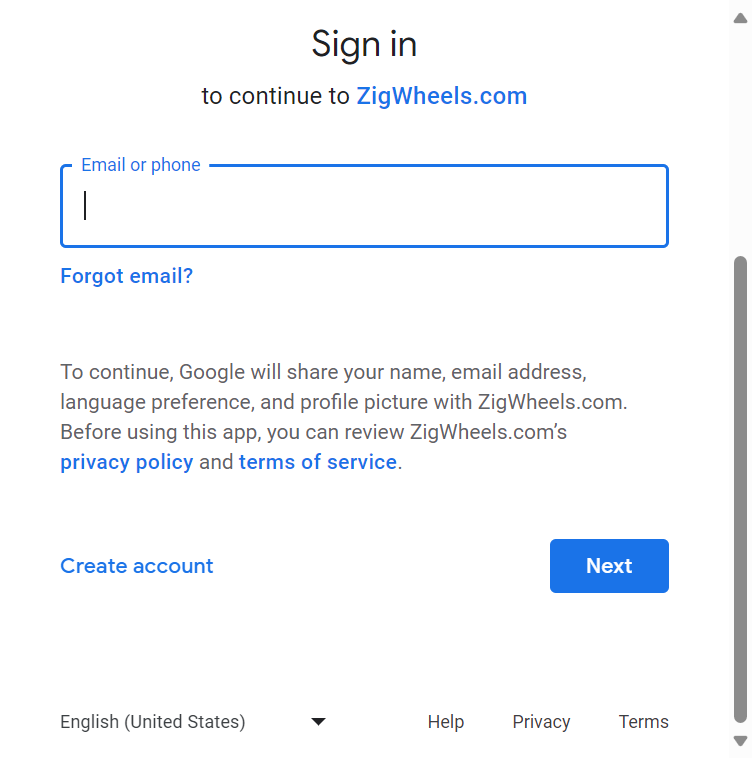 Sign in
to continue to ZigWheels.com
Email or phone
Forgot email?
To continue, Google will share your name, email address,
language preference, and profile picture with ZigWheels.com.
Before using this app, you can review ZigWheels.com’s
privacy policy and terms of service.
Create account
Next
English (United States)
Help
Privacy
Terms